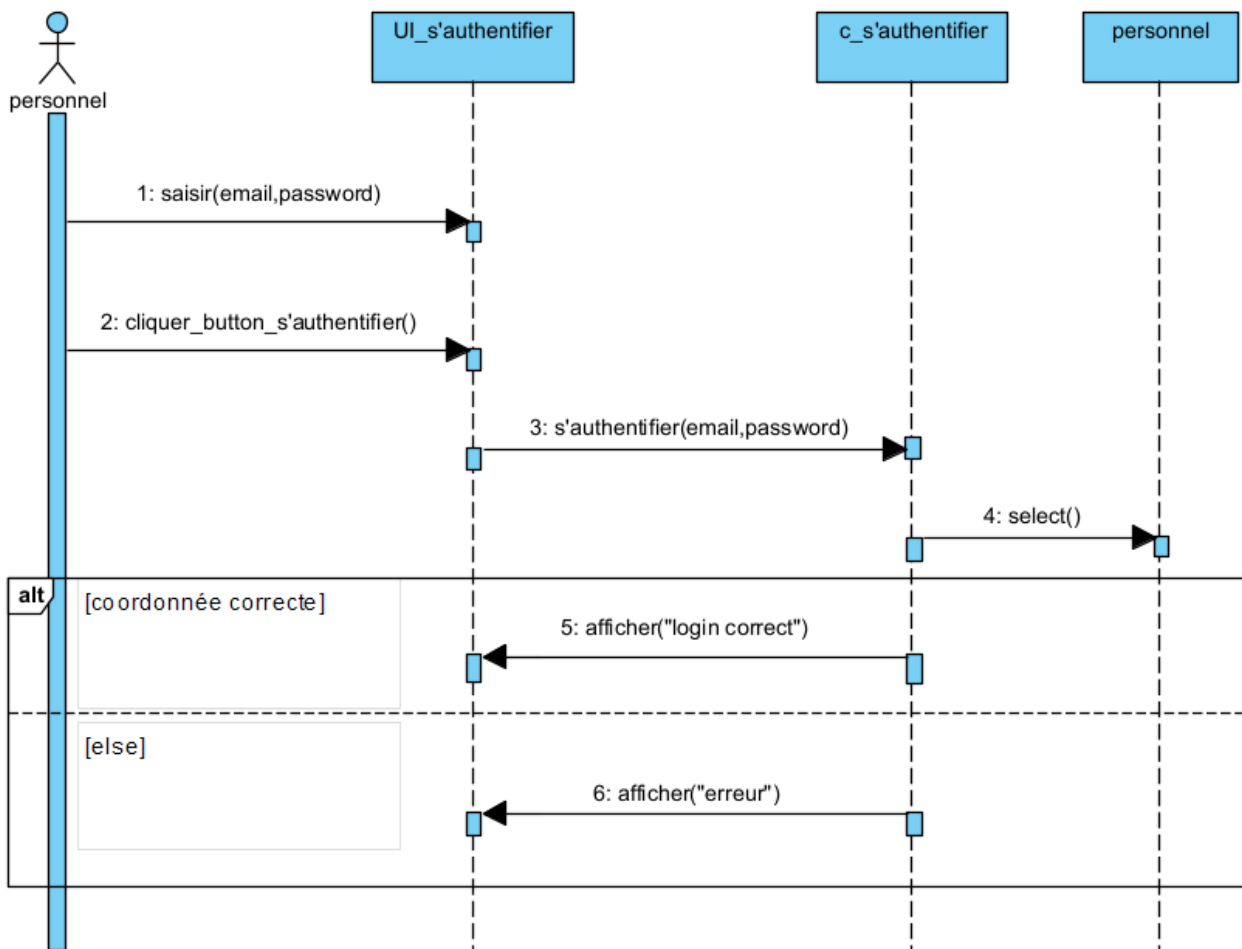 UI_s'authentifier
c_s'authentifier
personnel
personnel
1: saisir(email,password)
2: cliquer_button_s'authentifier()
3: s'authentifier(email,password)
4: select()
alt
[coordonnée correcte]
5: afficher("login correct")
[else]
6: afficher("erreur")